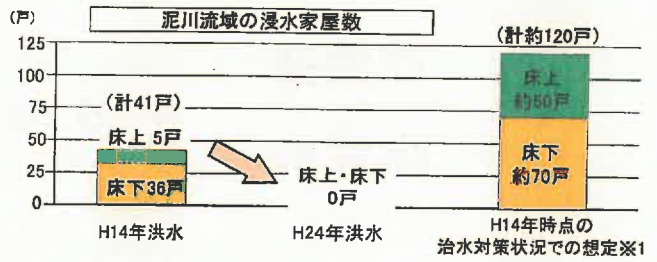 (戸)
泥川流域の浸水家屋数
125
100
75
50
25
0
(計41戸)
床上 5戸
床下36戸
H14年洪水
床上・床下
0戸
H24年洪水
(計約120戸)
床上
約50戸
床下
約70戸
H14年時点の
治水対策状況での想定※1